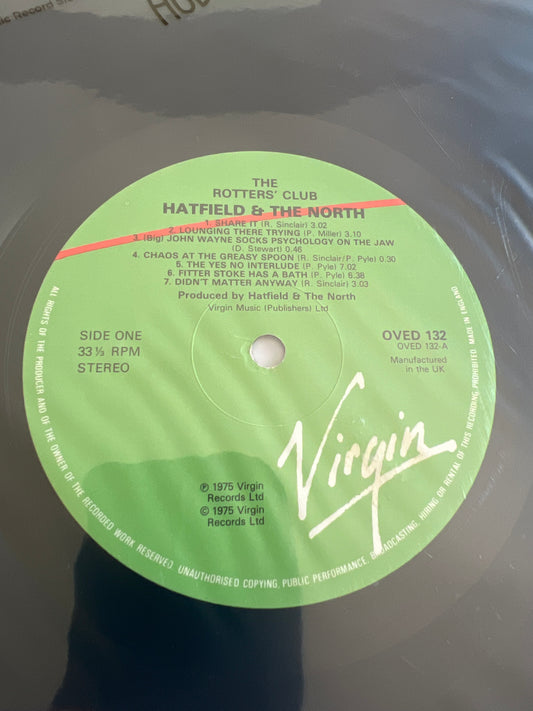 THE
ROTTERS' CLUB
HATFIELD & THE NORTH
1. SHARE IT (R. Sinclair) 3.02
2. LOUNGING THERE TRYING (P. Miller) 3.10
3. (Big) JOHN WAYNE SOCKS PSYCHOLOGY ON THE JAW
(D. Stewart) 0.46
4. CHAOS AT THE GREASY SPOON (R. Sinclair/P. Pyle) 0.30
5. THE YES NO INTERLUDE (P. Pyle) 7.02
6. FITTER STOKE HAS A BATH (P. Pyle) 6.38
7. DIDN'T MATTER ANYWAY (R. Sinclair) 3.03
Produced by Hatfield & The North
Virgin Music (Publishers) Ltd
SIDE ONE
33⅓ RPM
STEREO
OVED 132
OVED 132-A
Manufactured
in the UK
Virgin
℗ 1975 Virgin
Records Ltd
© 1975 Virgin
Records Ltd
ALL RIGHTS OF THE PRODUCER AND OF THE OWNER OF THE RECORDED WORK RESERVED. UNAUTHORISED COPYING, PUBLIC PERFORMANCE, BROADCASTING, HIRING OR RENTAL OF THIS RECORDING PROHIBITED. MADE IN ENGLAND
Record